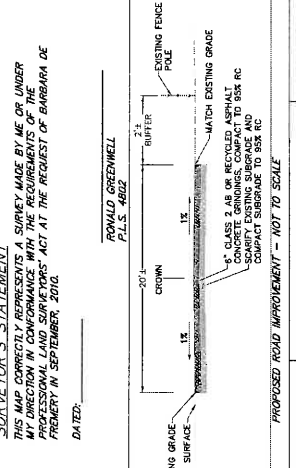 SURVEYOR'S STATEMENT
THIS MAP CORRECTLY REPRESENTS A SURVEY MADE BY ME OR UNDER
MY DIRECTION IN CONFORMANCE WITH THE REQUIREMENTS OF THE
PROFESSIONAL LAND SURVEYORS' ACT AT THE REQUEST OF BARBARA DE
FREMERY IN SEPTEMBER, 2010.
DATED:
RONALD GREENWELL
P.L.S. 4802
20'±
2'±
BUFFER
EXISTING FENCE
POLE
CROWN
1%
1%
NG GRADE
SURFACE
MATCH EXISTING GRADE
6" CLASS 2 AB OR RECYCLED ASPHALT
CONCRETE GRINDINGS, COMPACT TO 95% RC
SCARIFY EXISTING SUBGRADE AND
COMPACT SUBGRADE TO 95% RC
PROPOSED ROAD IMPROVEMENT - NOT TO SCALE